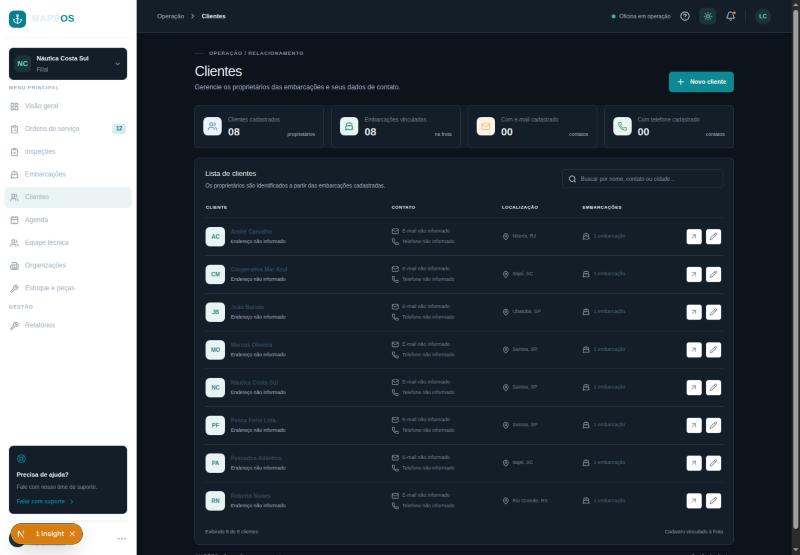 MAREOS
Náutica Costa Sul
Filial
NC
MENU PRINCIPAL
Visão geral
Ordens de serviço 12
Inspeções
Embarcações
Clientes
Agenda
Equipe técnica
Organizações
Estoque e peças
GESTÃO
Relatórios
Precisa de ajuda?
Fale com nosso time de suporte.
Falar com suporte
N 1 Insight
Operação Clientes
Oficina em operação
LC
OPERAÇÃO / RELACIONAMENTO
Clientes
Gerencie os proprietários das embarcações e seus dados de contato.
Novo cliente
Clientes cadastrados
08 proprietários
Embarcações vinculadas
08 na frota
Com e-mail cadastrado
00 contatos
Com telefone cadastrado
00 contatos
Lista de clientes
Os proprietários são identificados a partir das embarcações cadastradas.
Buscar por nome, contato ou cidade...
CLIENTE CONTATO LOCALIZAÇÃO EMBARCAÇÕES
AC André Carvalho E-mail não informado Niterói, RJ 1 embarcação
Endereço não informado Telefone não informado
CM Cooperativa Mar Azul E-mail não informado Itajaí, SC 1 embarcação
Endereço não informado Telefone não informado
JB João Batista E-mail não informado Ubatuba, SP 1 embarcação
Endereço não informado Telefone não informado
MO Marcos Oliveira E-mail não informado Santos, SP 1 embarcação
Endereço não informado Telefone não informado
NC Náutica Costa Sul E-mail não informado Santos, SP 1 embarcação
Endereço não informado Telefone não informado
PF Pesca Forte Ltda. E-mail não informado Santos, SP 1 embarcação
Endereço não informado Telefone não informado
PA Pescados Atlântico E-mail não informado Itajaí, SC 1 embarcação
Endereço não informado Telefone não informado
RN Roberto Nunes E-mail não informado Rio Grande, RS 1 embarcação
Endereço não informado Telefone não informado
Exibindo 8 de 8 clientes
Cadastro vinculado à frota